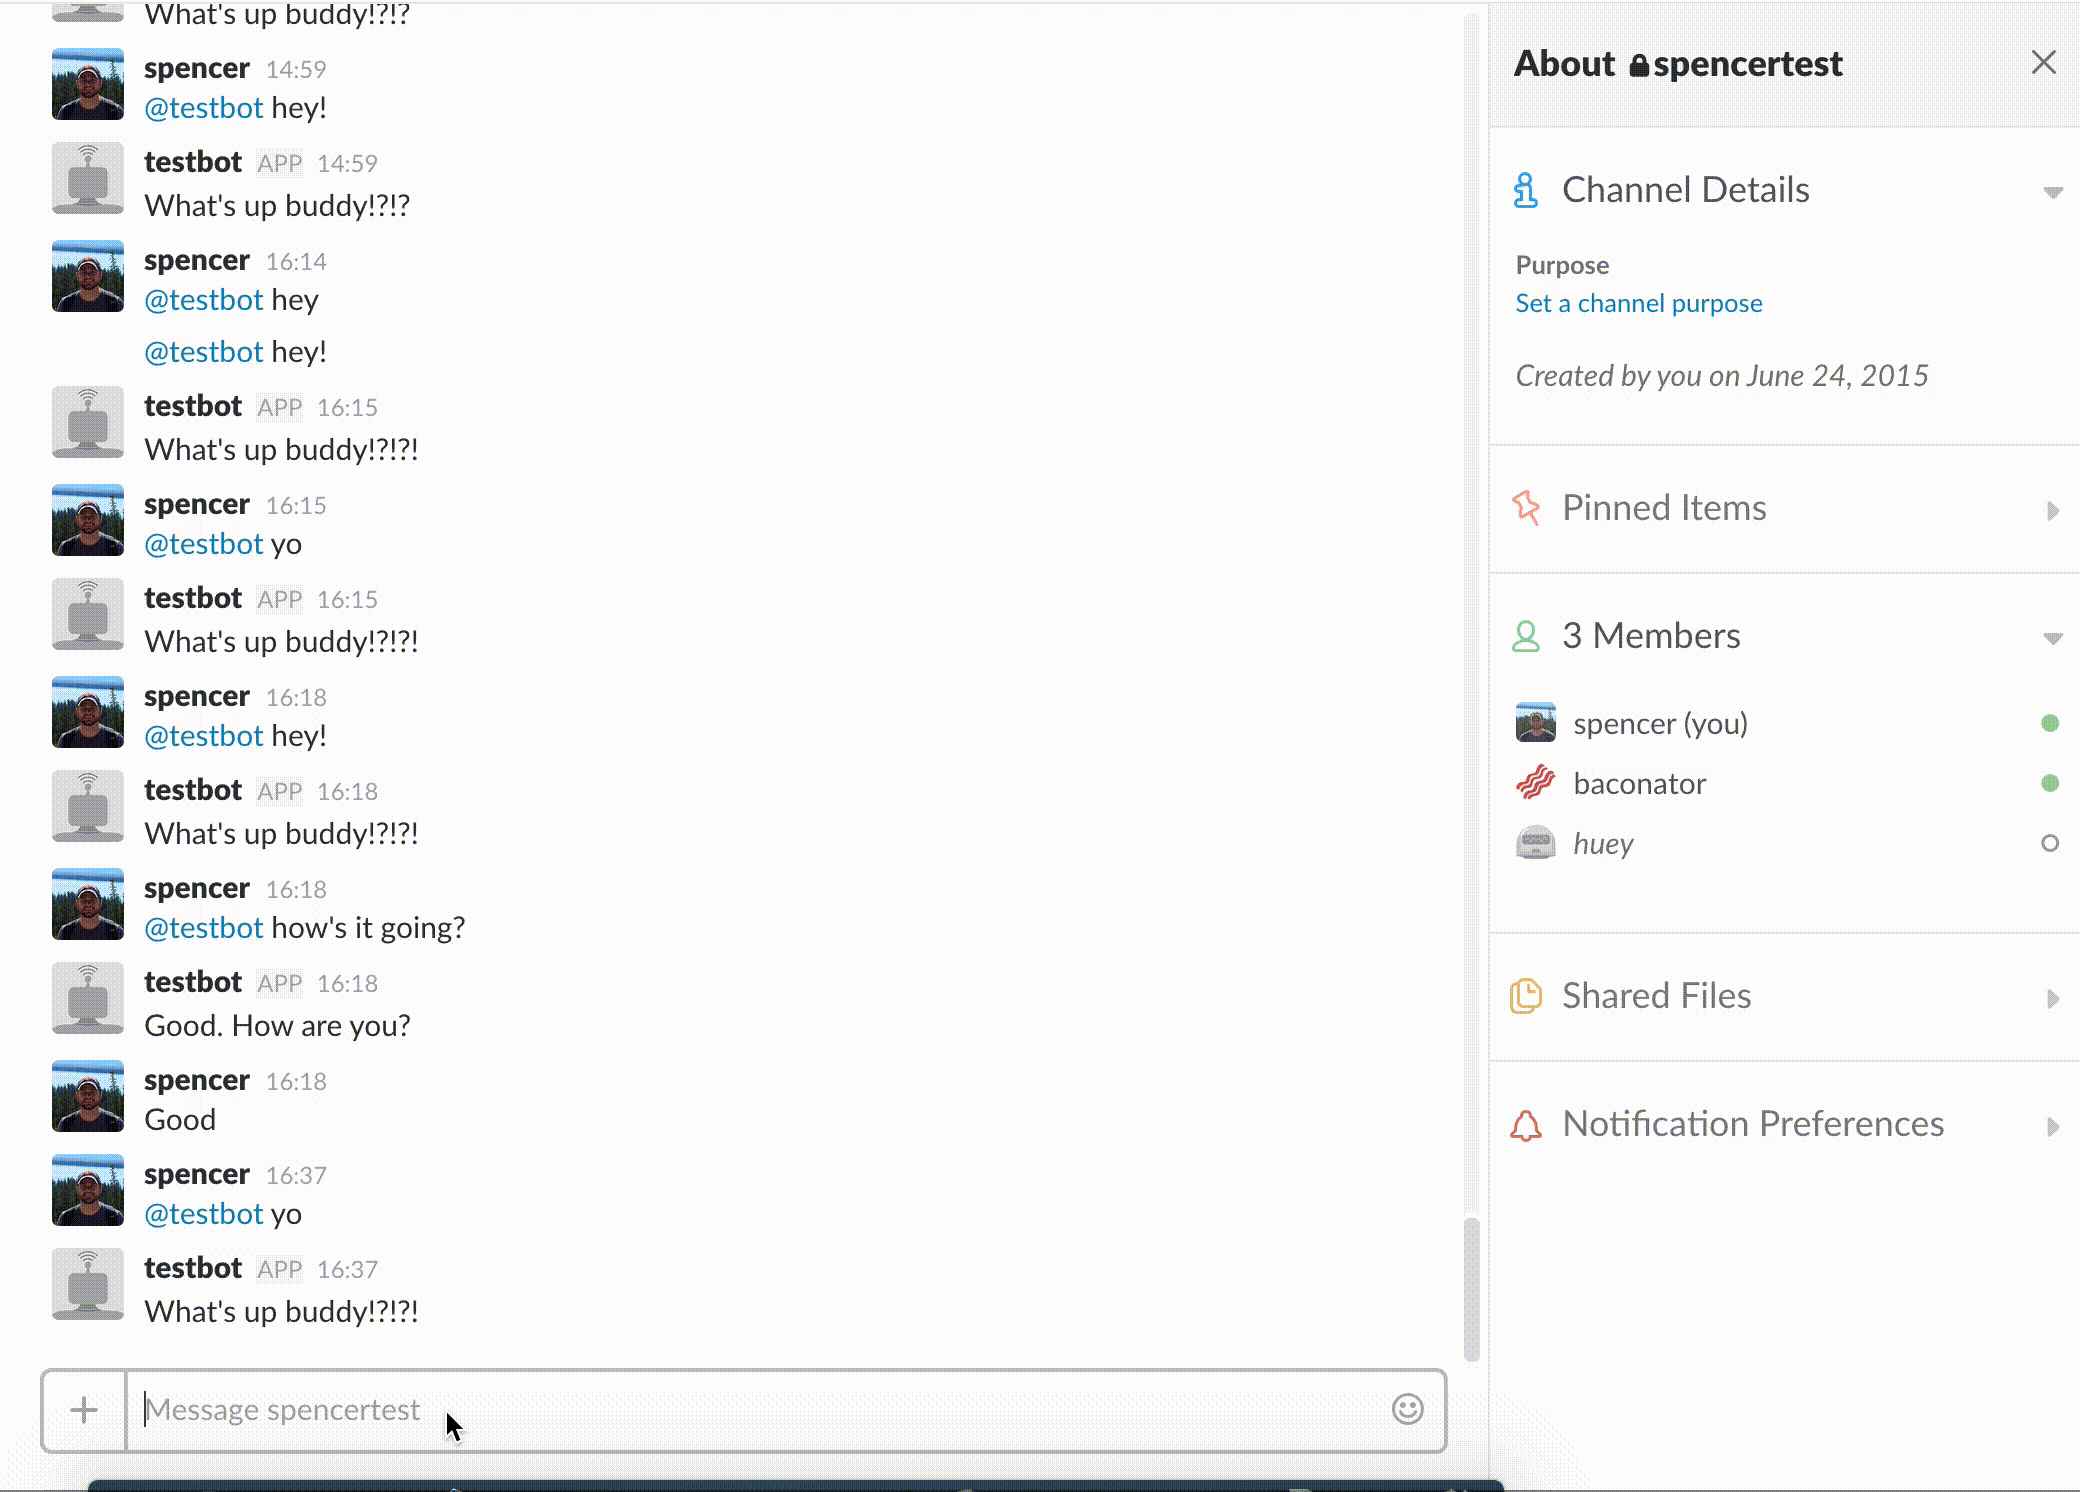 What's up buddy!?!?
spencer 14:59
@testbot hey!
testbot APP 14:59
What's up buddy!?!?
spencer 16:14
@testbot hey
@testbot hey!
testbot APP 16:15
What's up buddy!?!?!
spencer 16:15
@testbot yo
testbot APP 16:15
What's up buddy!?!?!
spencer 16:18
@testbot hey!
testbot APP 16:18
What's up buddy!?!?!
spencer 16:18
@testbot how's it going?
testbot APP 16:18
Good. How are you?
spencer 16:18
Good
spencer 16:37
@testbot yo
testbot APP 16:37
What's up buddy!?!?!
Message spencertest
About spencertest
Channel Details
Purpose
Set a channel purpose
Created by you on June 24, 2015
Pinned Items
3 Members
spencer (you)
baconator
huey
Shared Files
Notification Preferences